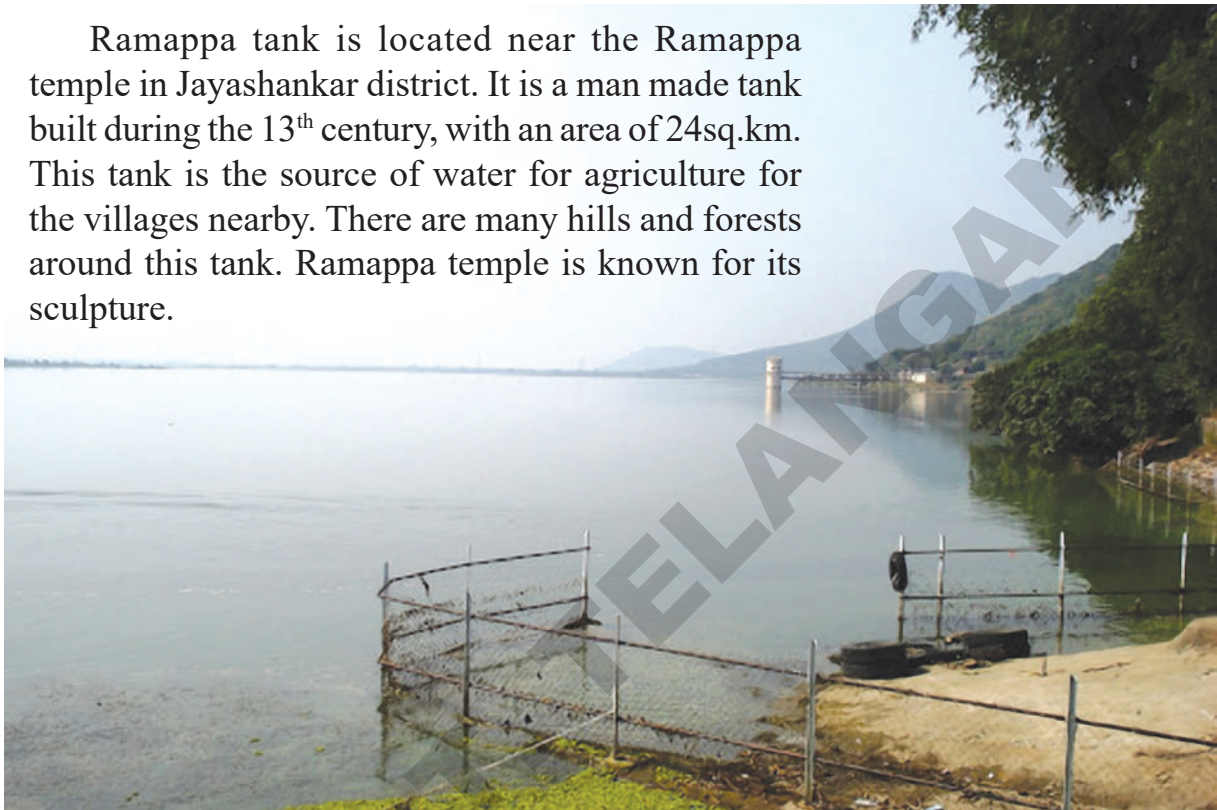 Ramappa tank is located near the Ramappa
temple in Jayashankar district. It is a man made tank
built during the 13th century, with an area of 24sq.km.
This tank is the source of water for agriculture for
the villages nearby. There are many hills and forests
around this tank. Ramappa temple is known for its
sculpture.
TELANGAN